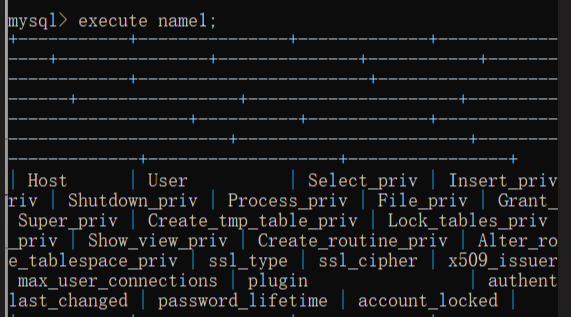 mysql> execute name1;
+------------+----------------+--------------+------------
-----+---------------+--------------+-----------+-------
-------------+-----------------------+------------------
-------+----------------+---------------------+---------
-------------------+----------+------------+------------
-----------------------+-----------------------+--------
--------------+-------------------+----------------+
| Host      | User          | Select_priv | Insert_priv
riv | Shutdown_priv | Process_priv | File_priv | Grant_
Super_priv | Create_tmp_table_priv | Lock_tables_priv
_priv | Show_view_priv | Create_routine_priv | Alter_ro
e_tablespace_priv | ssl_type | ssl_cipher | x509_issuer
max_user_connections | plugin                | authent
last_changed | password_lifetime | account_locked |